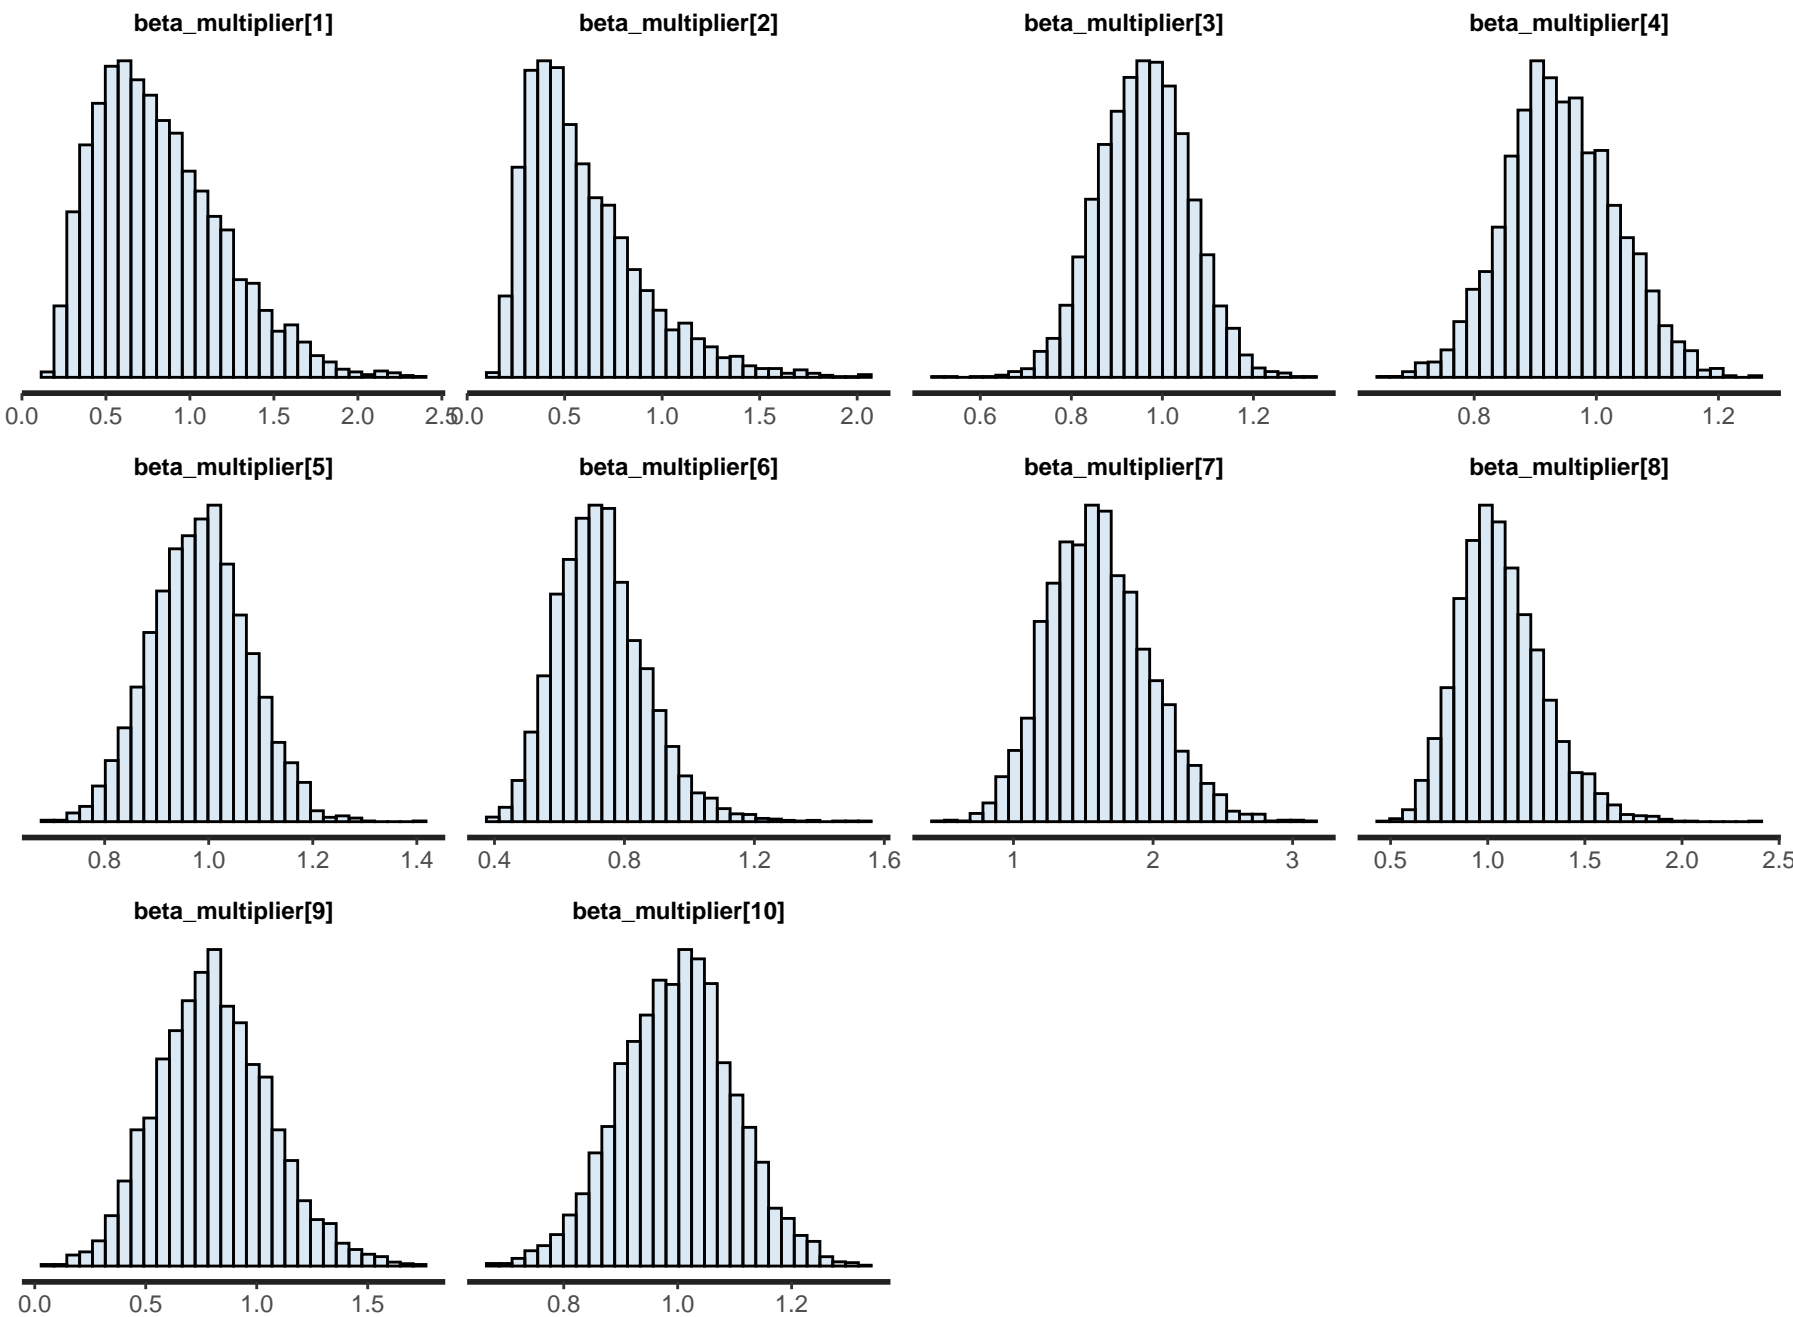 beta_multiplier[1] beta_multiplier[2] beta_multiplier[3] beta_multiplier[4]
0.0 0.5 1.0 1.5 2.0 2.5 0.0 0.5 1.0 1.5 2.0 0.6 0.8 1.0 1.2 0.8 1.0 1.2
beta_multiplier[5] beta_multiplier[6] beta_multiplier[7] beta_multiplier[8]
0.8 1.0 1.2 1.4 0.4 0.8 1.2 1.6 1 2 3 0.5 1.0 1.5 2.0 2.5
beta_multiplier[9] beta_multiplier[10]
0.0 0.5 1.0 1.5 0.8 1.0 1.2